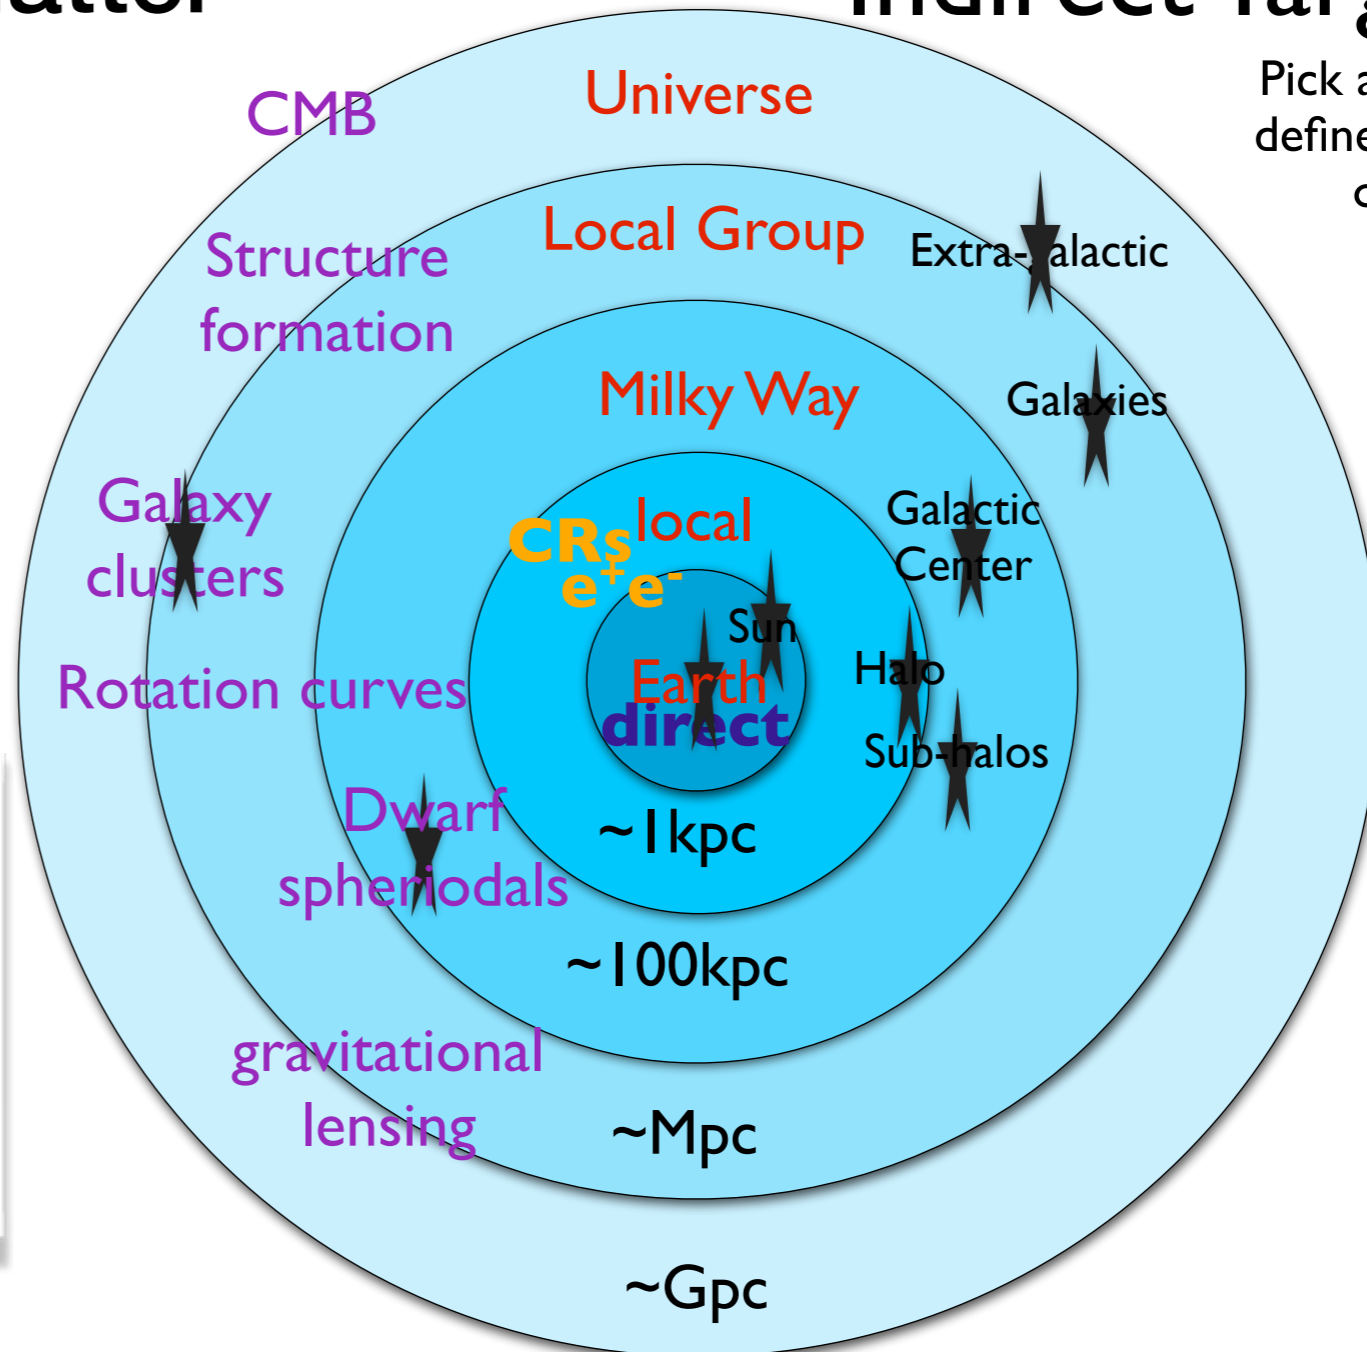 Indirect
Pick a
CMB
Universe
Structure
formation
Local Group
Extra-galactic
Milky Way
Galaxies
Galaxy
clusters
local
CRs
e+e-
Galactic
Center
Sun
Halo
Rotation curves
Earth
direct
Sub-halos
Dwarf
spheriodals
~1kpc
~100kpc
gravitational
lensing
~Mpc
~Gpc